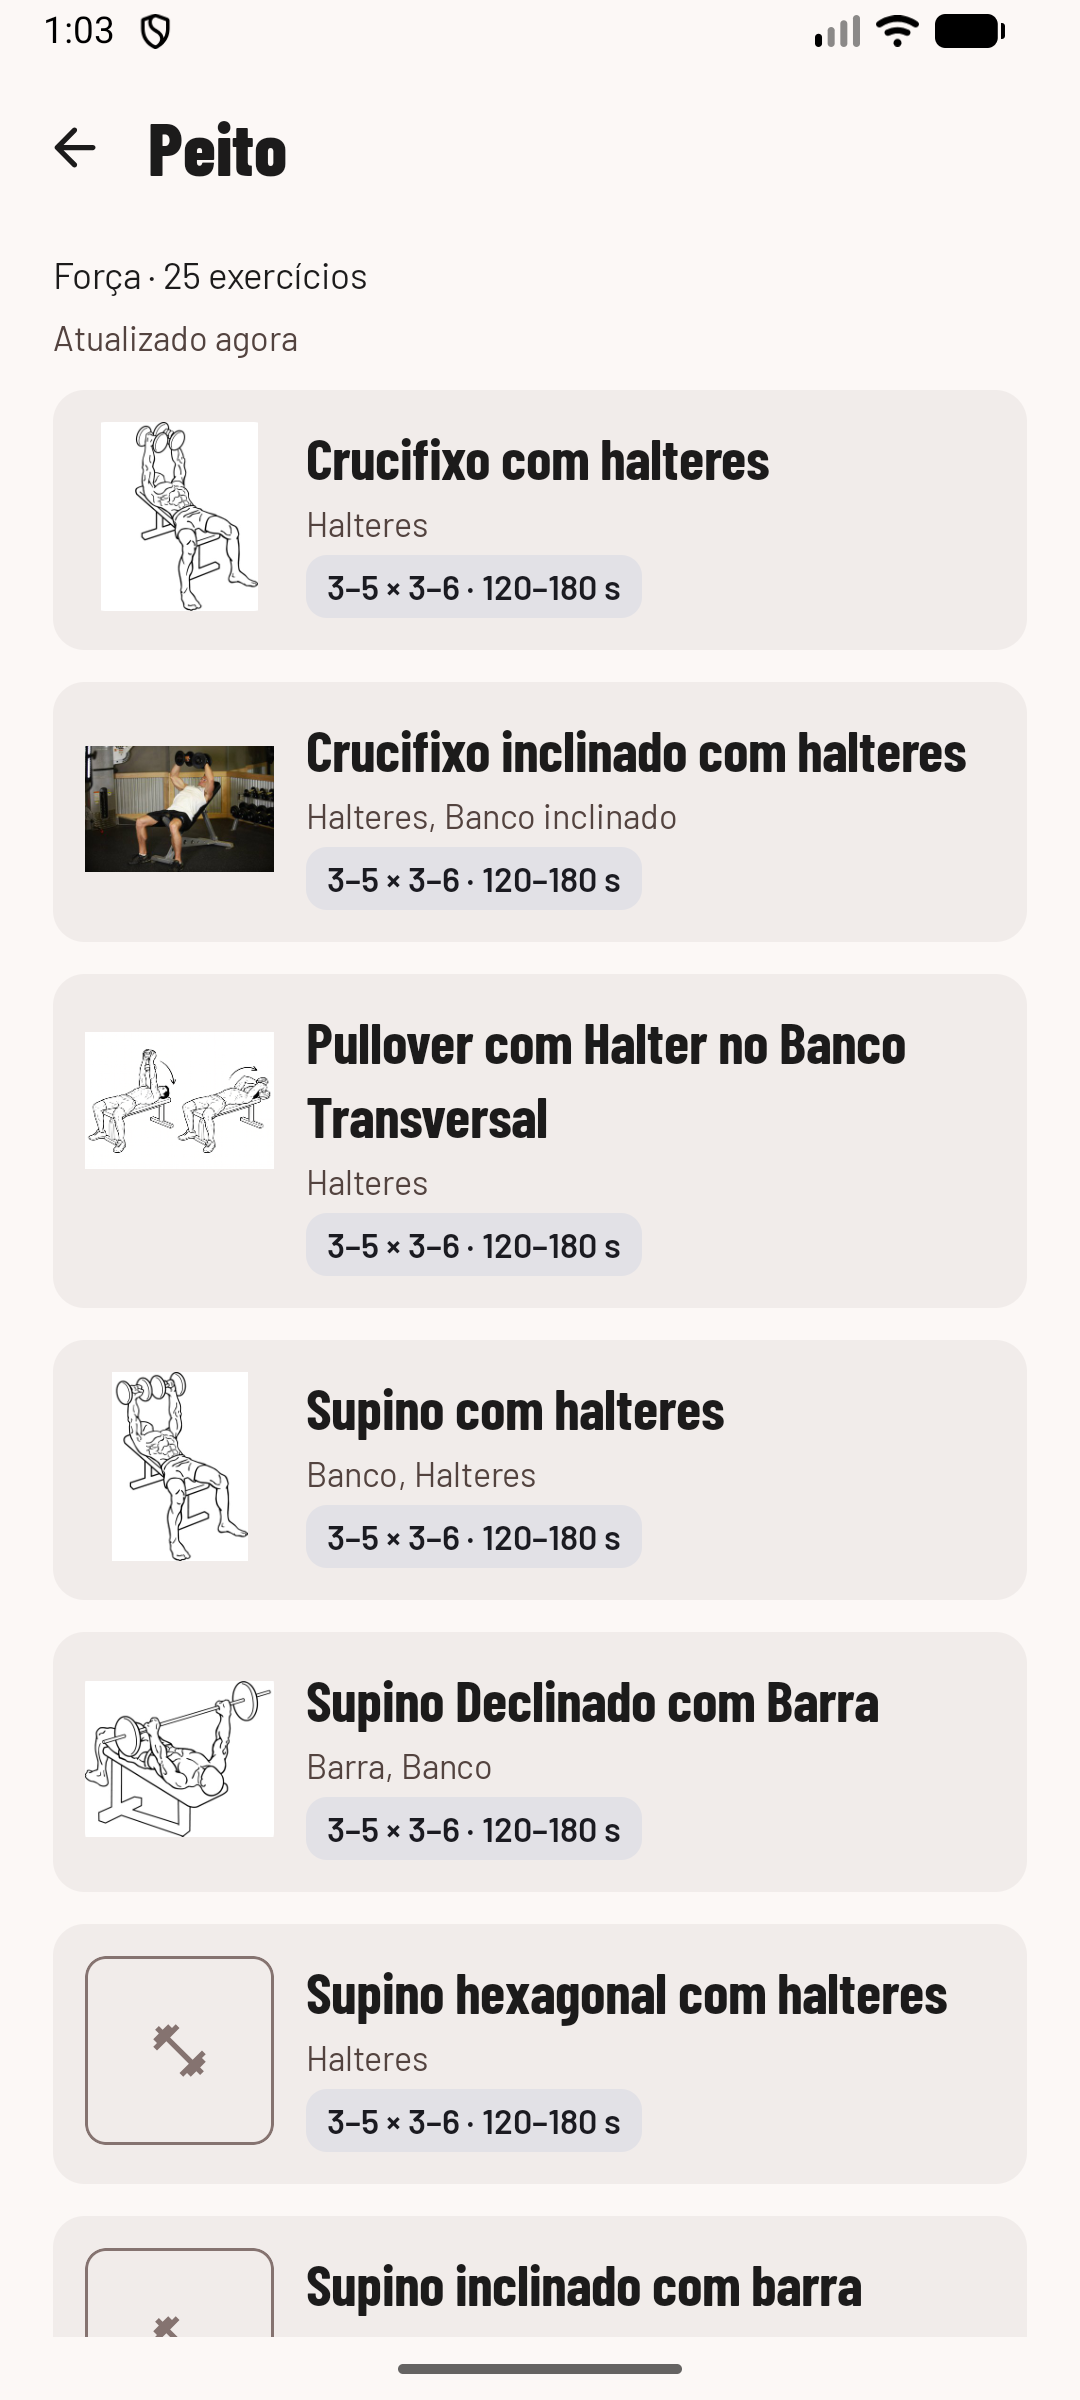 1:03
Peito
Força · 25 exercícios
Atualizado agora
Crucifixo com halteres
Halteres
3–5 × 3–6 · 120–180 s
Crucifixo inclinado com halteres
Halteres, Banco inclinado
3–5 × 3–6 · 120–180 s
Pullover com Halter no Banco
Transversal
Halteres
3–5 × 3–6 · 120–180 s
Supino com halteres
Banco, Halteres
3–5 × 3–6 · 120–180 s
Supino Declinado com Barra
Barra, Banco
3–5 × 3–6 · 120–180 s
Supino hexagonal com halteres
Halteres
3–5 × 3–6 · 120–180 s
Supino inclinado com barra